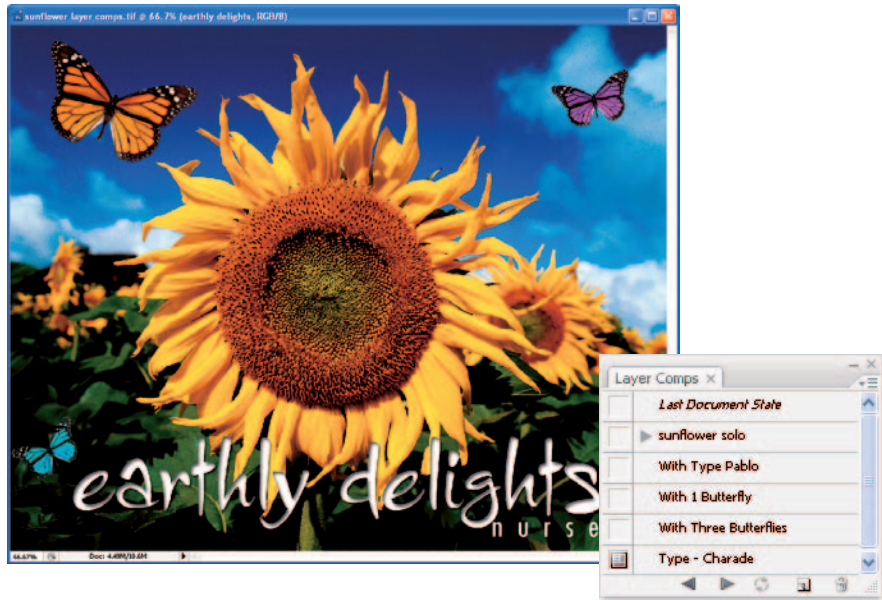 sunflower layer comps.tif @ 66.7% (earthly delights, RGB/8)
earthly delights
nurse
66.67%
Doc: 4.49M/10.6M
Layer Comps
Last Document State
sunflower solo
With Type Pablo
With 1 Butterfly
With Three Butterflies
Type - Charade